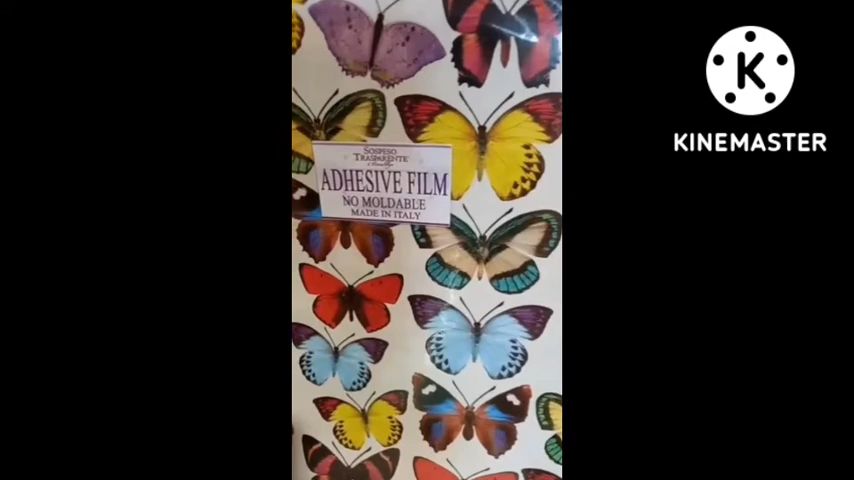 K
KINEMASTER
SOSPESO
TRASPARENTE
ADHESIVE FILM
NO MOLDABLE
MADE IN ITALY